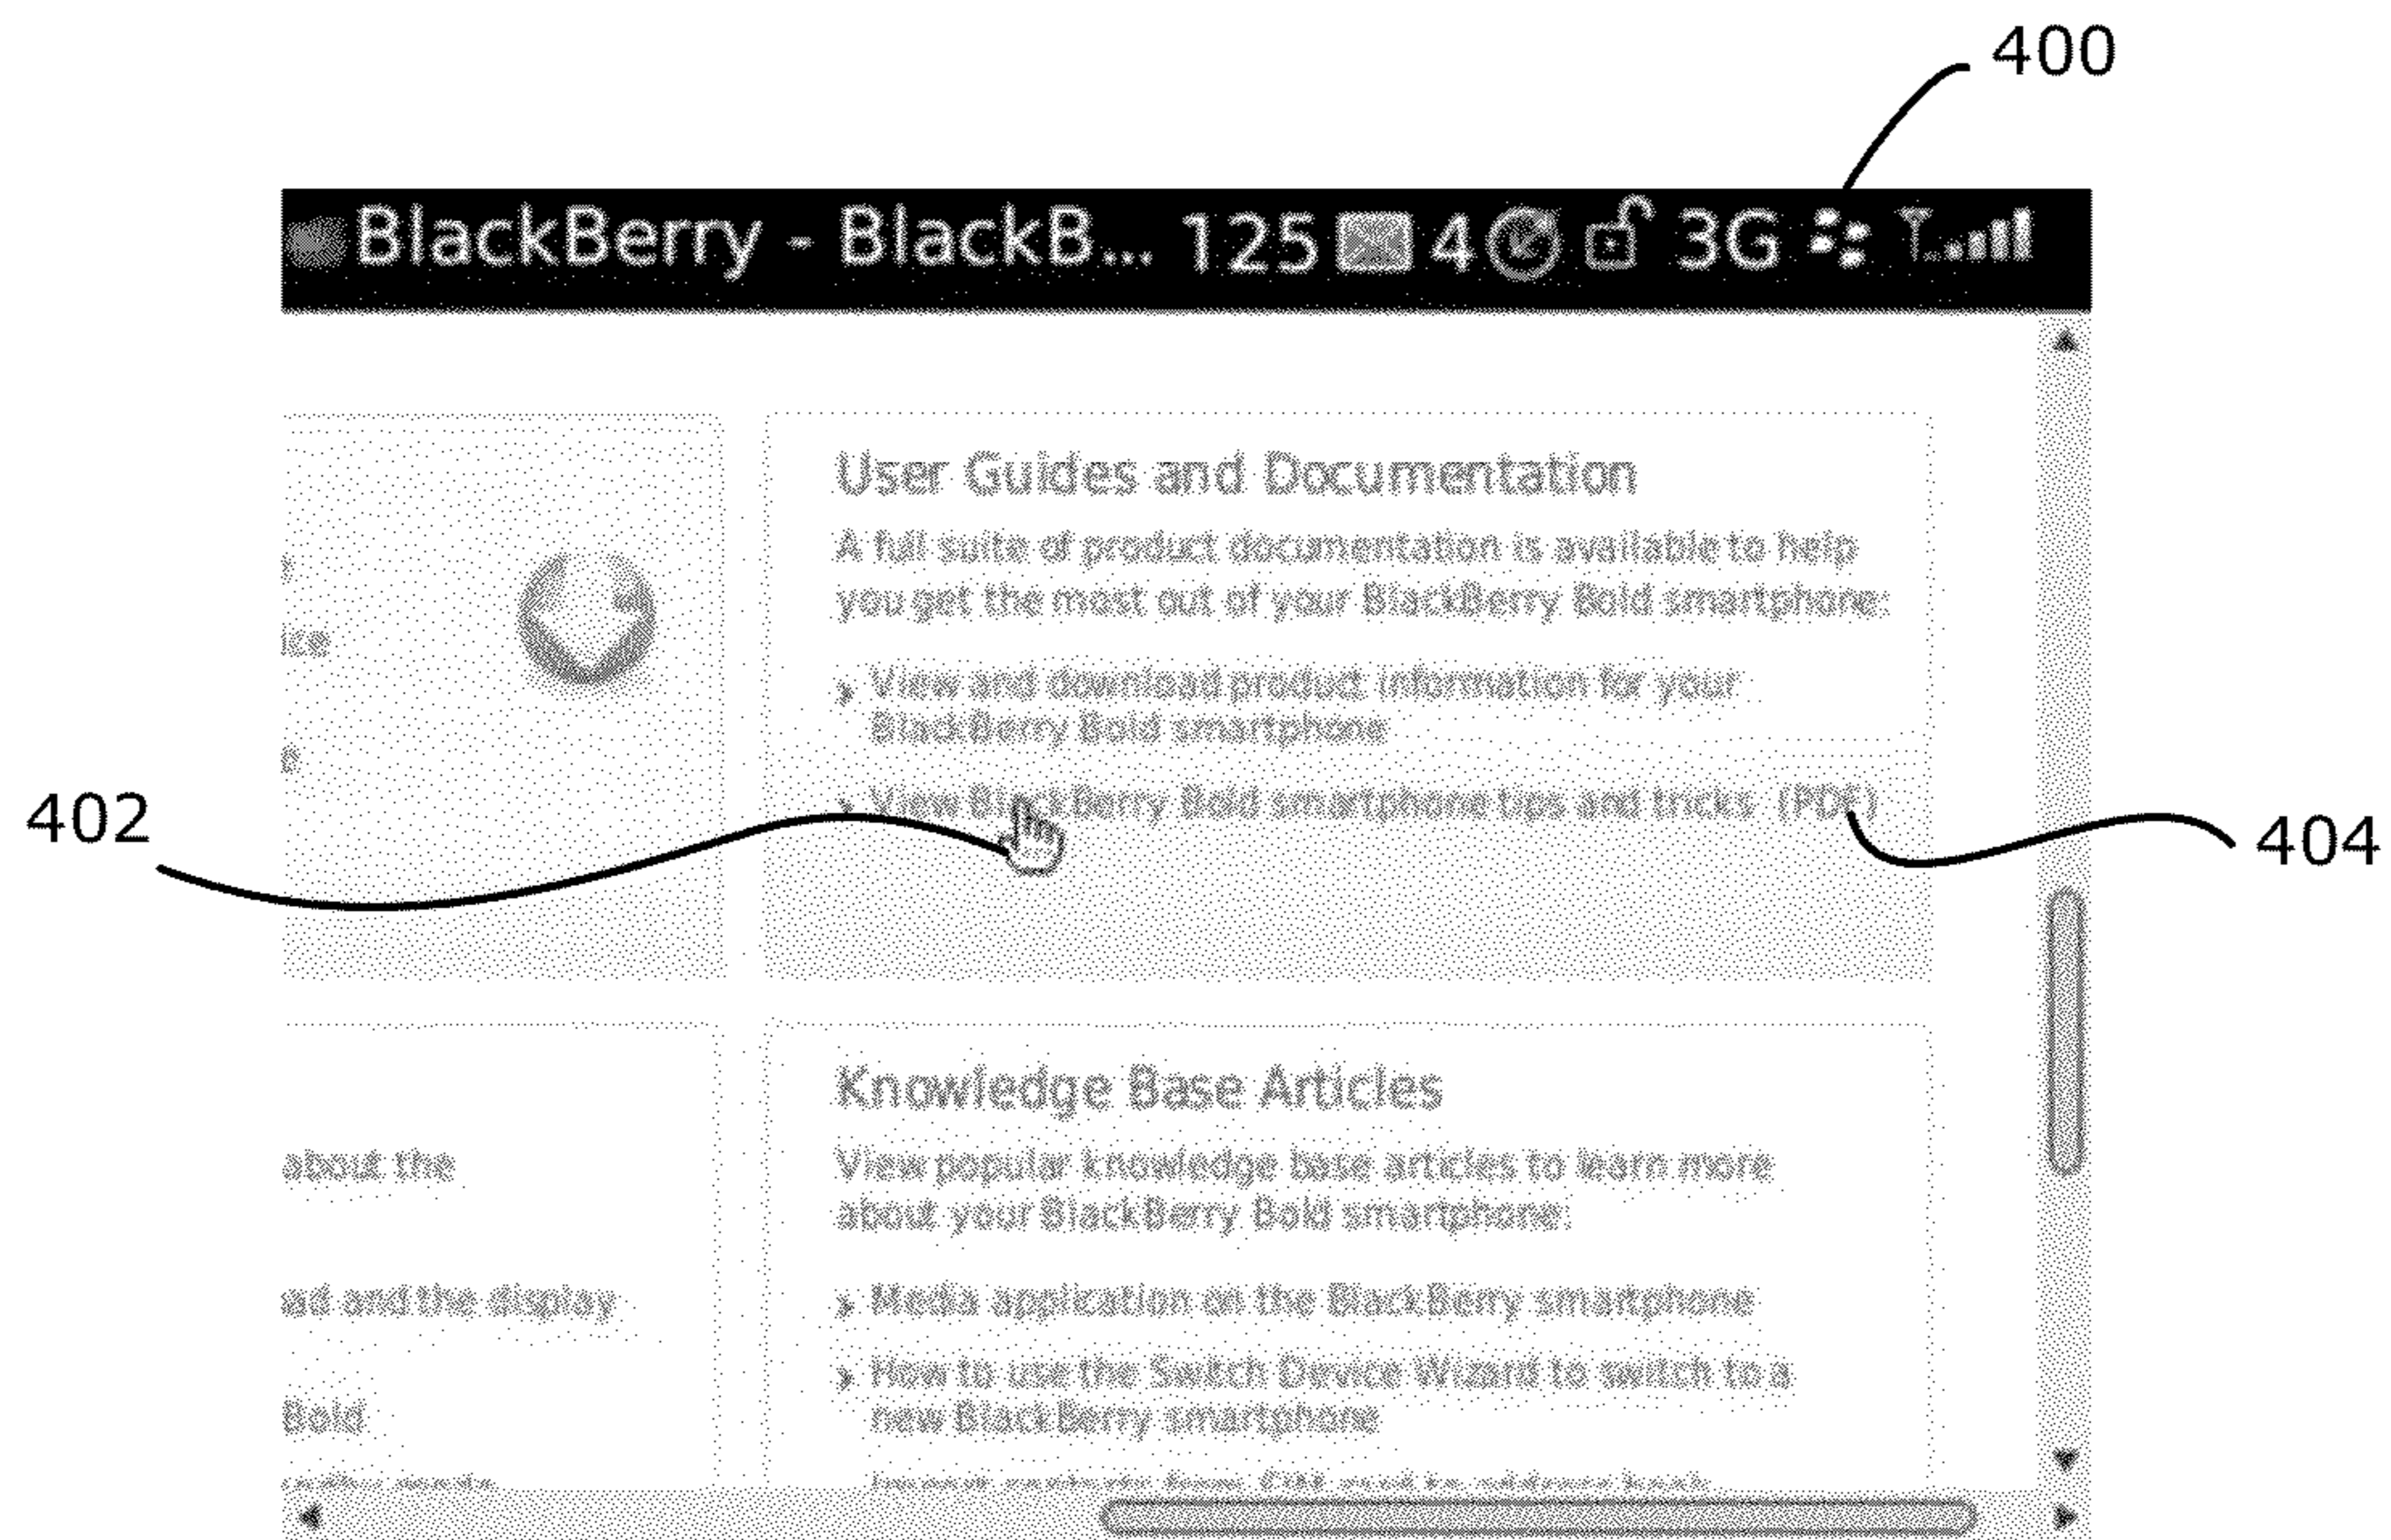 400
BlackBerry - BlackB... 125 4 3G
User Guides and Documentation
A full suite of product documentation is available to help
you get the most out of your BlackBerry Bold smartphone:
ice
View and download product information for your
BlackBerry Bold smartphone
e
View BlackBerry Bold smartphone tips and tricks (PDF)
402
404
Knowledge Base Articles
View popular knowledge base articles to learn more
about your BlackBerry Bold smartphone:
about the
ad and the display
Media application on the BlackBerry smartphone
How to use the Switch Device Wizard to switch to a
new BlackBerry smartphone
Bold